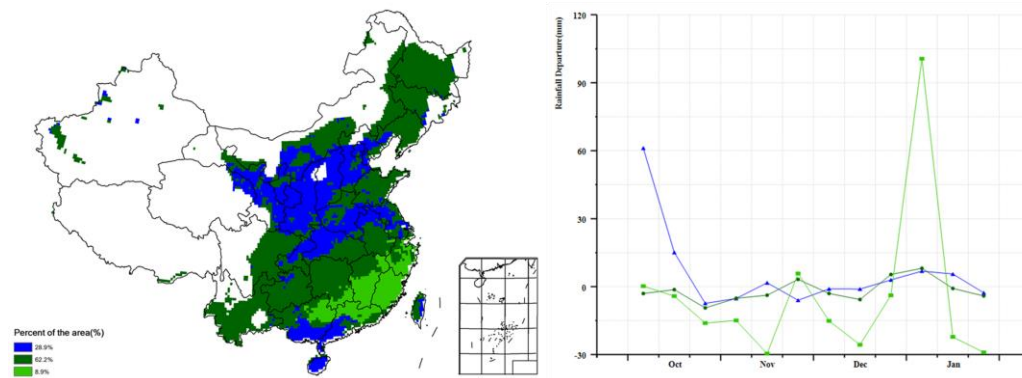 Percent of the area(%)
28.9%
62.2%
8.9%
Rainfall Departure(mm)
120
90
60
30
0
-30
Oct
Nov
Dec
Jan